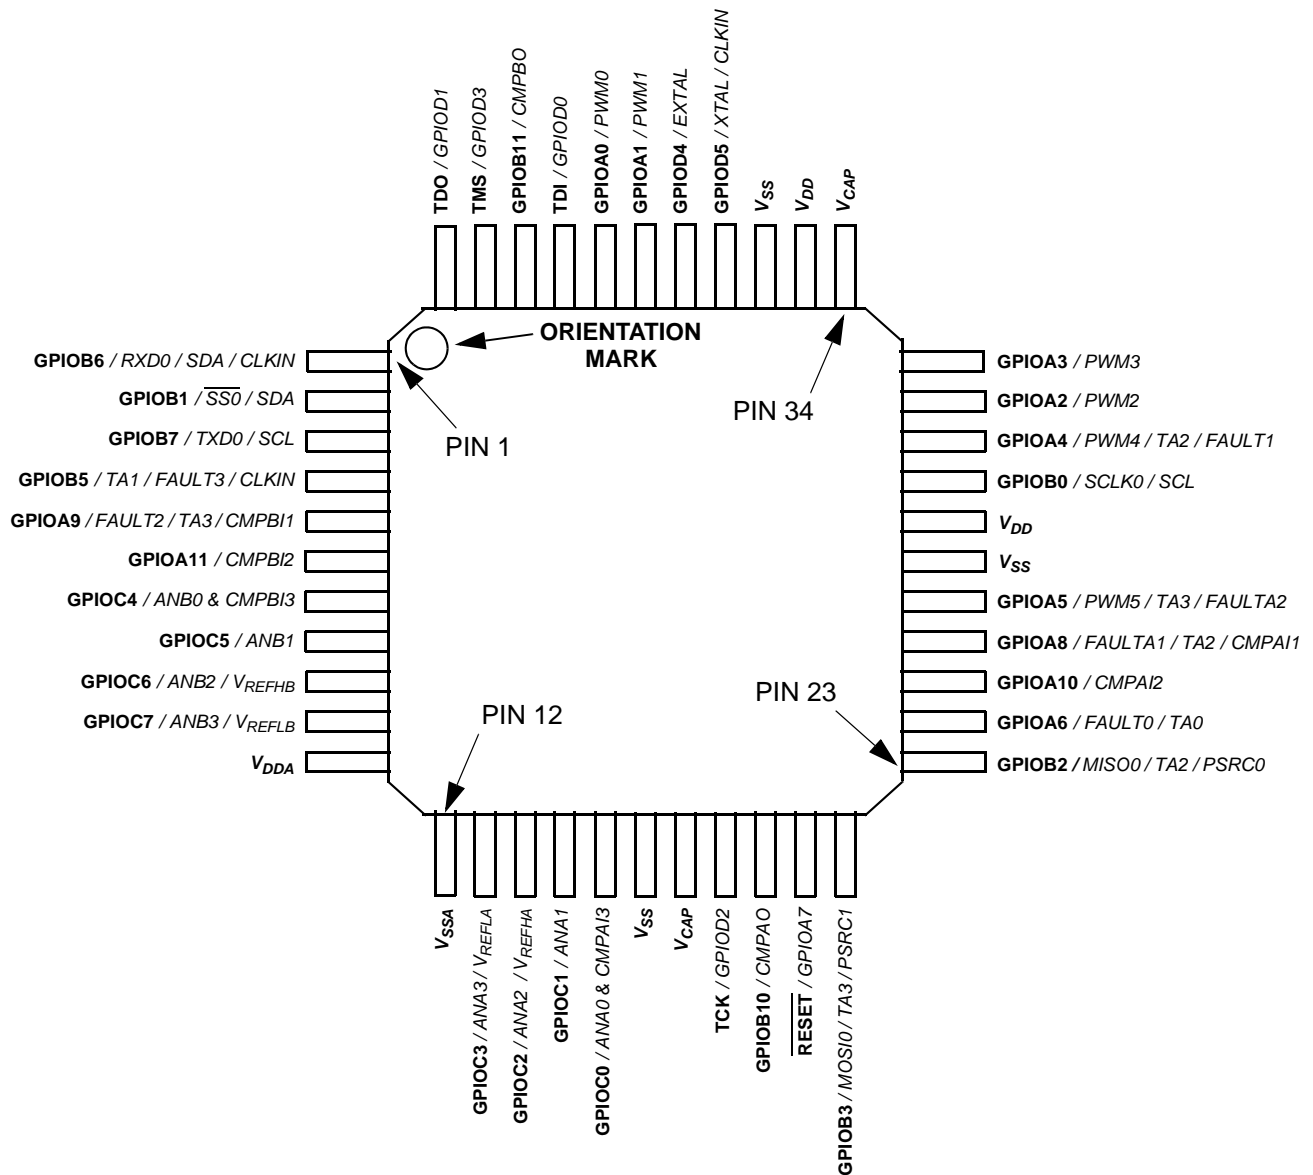 TDO / GPIOD1
TMS / GPIOD3
GPIOB11 / CMPBO
TDI / GPIOD0
GPIOA0 / PWM0
GPIOA1 / PWM1
GPIOD4 / EXTAL
GPIOD5 / XTAL / CLKIN
VSS
VDD
VCAP
ORIENTATION
MARK
PIN 1
PIN 34
GPIOB6 / RXD0 / SDA / CLKIN
GPIOB1 / SS0 / SDA
GPIOB7 / TXD0 / SCL
GPIOB5 / TA1 / FAULT3 / CLKIN
GPIOA9 / FAULT2 / TA3 / CMPBI1
GPIOA11 / CMPBI2
GPIOC4 / ANB0 & CMPBI3
GPIOC5 / ANB1
GPIOC6 / ANB2 / VREFHB
GPIOC7 / ANB3 / VREFLB
VDDA
GPIOA3 / PWM3
GPIOA2 / PWM2
GPIOA4 / PWM4 / TA2 / FAULT1
GPIOB0 / SCLK0 / SCL
VDD
VSS
GPIOA5 / PWM5 / TA3 / FAULTA2
GPIOA8 / FAULTA1 / TA2 / CMPAI1
GPIOA10 / CMPAI2
GPIOA6 / FAULT0 / TA0
GPIOB2 / MISO0 / TA2 / PSRC0
PIN 12
PIN 23
VSSA
GPIOC3 / ANA3 / VREFLA
GPIOC2 / ANA2 / VREFHA
GPIOC1 / ANA1
GPIOC0 / ANA0 & CMPAI3
VSS
VCAP
TCK / GPIOD2
GPIOB10 / CMPAO
RESET / GPIOA7
GPIOB3 / MOSI0 / TA3 / PSRC1